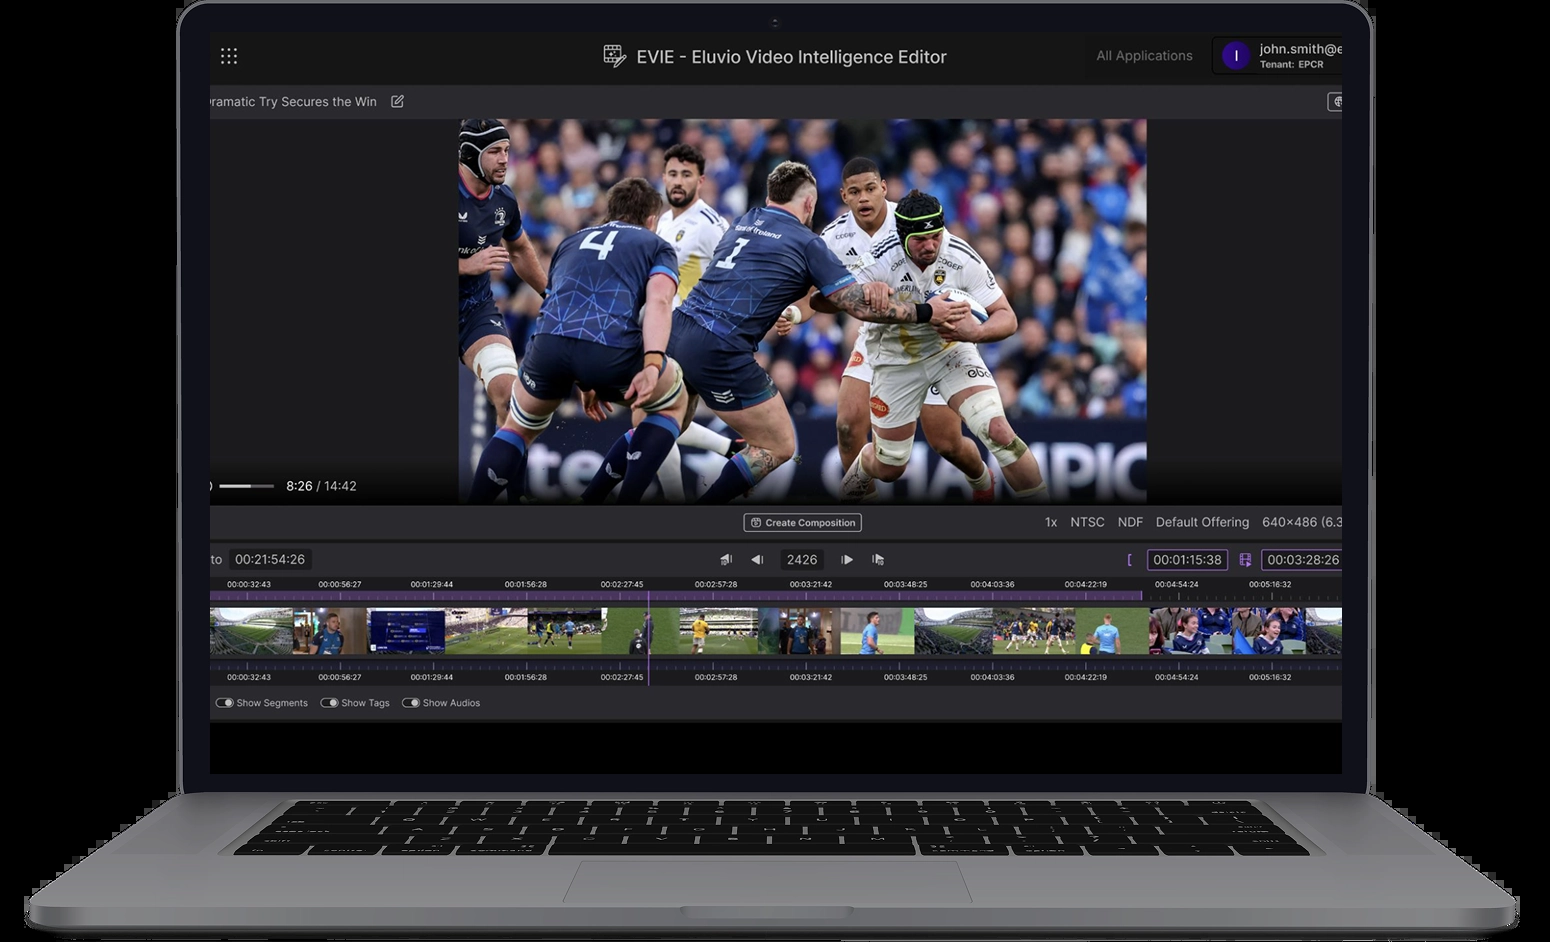 EVIE - Eluvio Video Intelligence Editor
All Applications
I
john.smith@e
Tenant: EPCR
ramatic Try Secures the Win
4
1
COGEP
COGEP
ebc
CHAMPIC
8:26 / 14:42
Create Composition
1x NTSC NDF Default Offering 640×486 (6.3
to 00:21:54:26
2426
[ 00:01:15:38
00:03:28:26
00:00:32:43 00:00:56:27 00:01:29:44 00:01:56:28 00:02:27:45 00:02:57:28 00:03:21:42 00:03:48:25 00:04:03:36 00:04:22:19 00:04:54:24 00:05:16:32
00:00:32:43 00:00:56:27 00:01:29:44 00:01:56:28 00:02:27:45 00:02:57:28 00:03:21:42 00:03:48:25 00:04:03:36 00:04:22:19 00:04:54:24 00:05:16:32
Show Segments Show Tags Show Audios